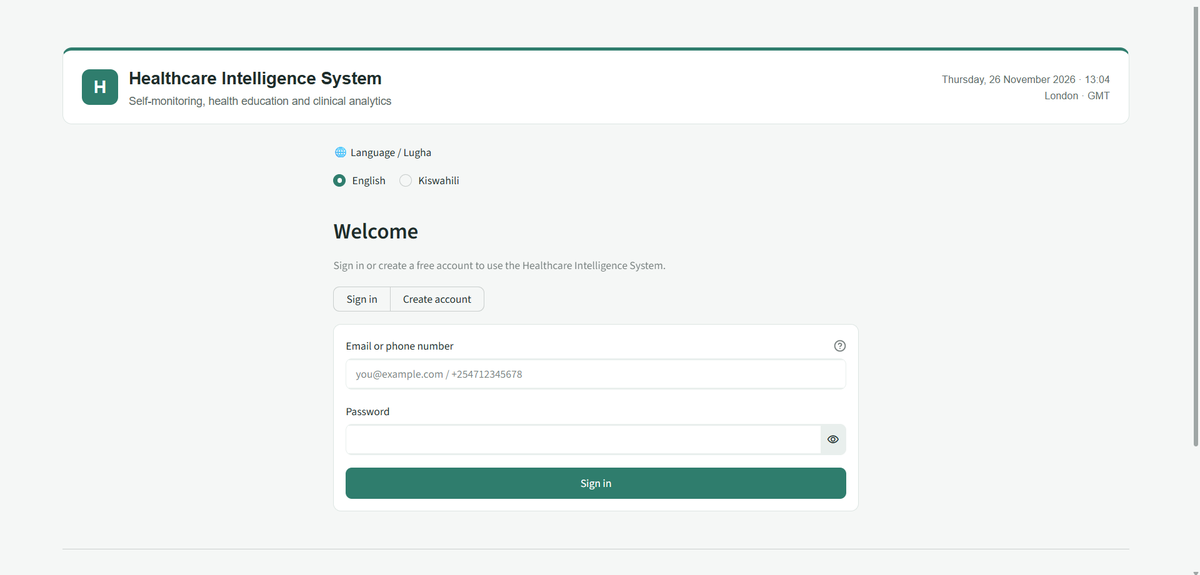 H
Healthcare Intelligence System
Self-monitoring, health education and clinical analytics
Thursday, 26 November 2026 · 13:04
London · GMT
Language / Lugha
English
Kiswahili
Welcome
Sign in or create a free account to use the Healthcare Intelligence System.
Sign in
Create account
Email or phone number
you@example.com / +254712345678
Password
Sign in